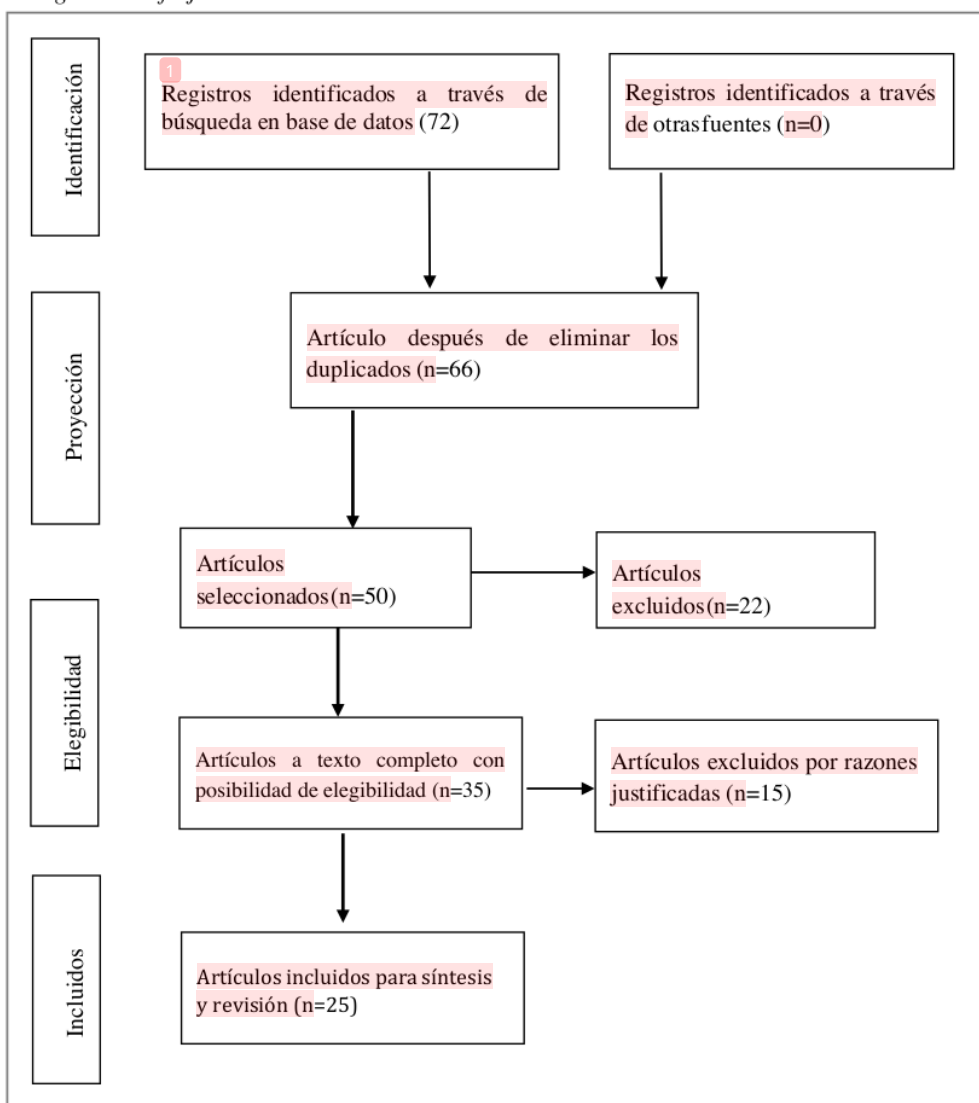 Identificación
1
Registros identificados a través de
búsqueda en base de datos (72)
Registros identificados a través
de otrasfuentes (n=0)
Proyección
Artículo después de eliminar los
duplicados (n=66)
Artículos
seleccionados(n=50)
Artículos
excluidos(n=22)
Elegibilidad
Artículos a texto completo con
posibilidad de elegibilidad (n=35)
Artículos excluidos por razones
justificadas (n=15)
Incluidos
Artículos incluidos para síntesis
y revisión (n=25)